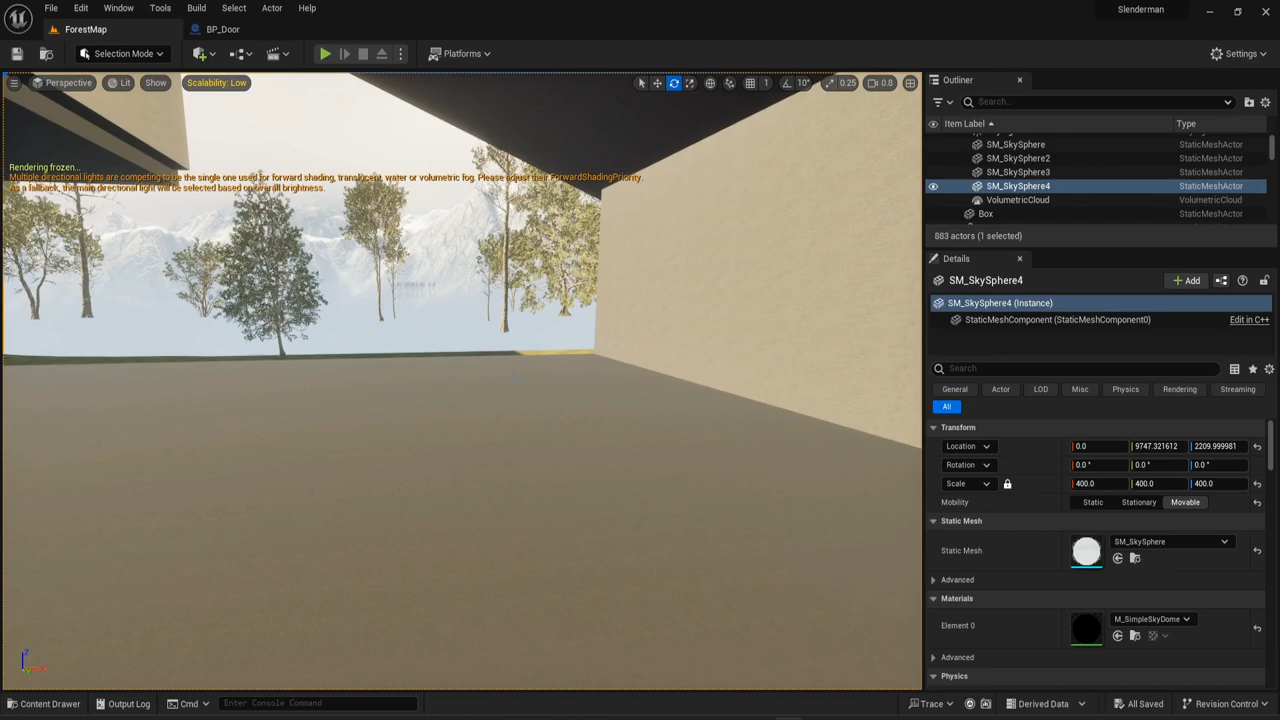 File Edit Window Tools Build Select Actor Help
Slenderman
ForestMap
BP_Door
Selection Mode
Platforms
Settings
Perspective
Lit
Show
Scalability: Low
1
10°
0.25
0.8
Rendering frozen...
Multiple directional lights are competing to be the single one used for forward shading, translucent, water or volumetric fog. Please adjust their ForwardShadingPriority.
As a fallback, the main directional light will be selected based on overall brightness.
Outliner
Search...
Item Label
Type
SM_SkySphere StaticMeshActor
SM_SkySphere2 StaticMeshActor
SM_SkySphere3 StaticMeshActor
SM_SkySphere4 StaticMeshActor
VolumetricCloud VolumetricCloud
Box StaticMeshActor
883 actors (1 selected)
Details
SM_SkySphere4
Add
SM_SkySphere4 (Instance)
StaticMeshComponent (StaticMeshComponent0)
Edit in C++
Search
General Actor LOD Misc Physics Rendering Streaming
All
Transform
Location 0.0 9747.321612 2209.999981
Rotation 0.0 ° 0.0 ° 0.0 °
Scale 400.0 400.0 400.0
Mobility Static Stationary Movable
Static Mesh
Static Mesh SM_SkySphere
Advanced
Materials
Element 0 M_SimpleSkyDome
Advanced
Physics
Z
X
Content Drawer
Output Log
Cmd
Enter Console Command
Trace
Derived Data
All Saved
Revision Control